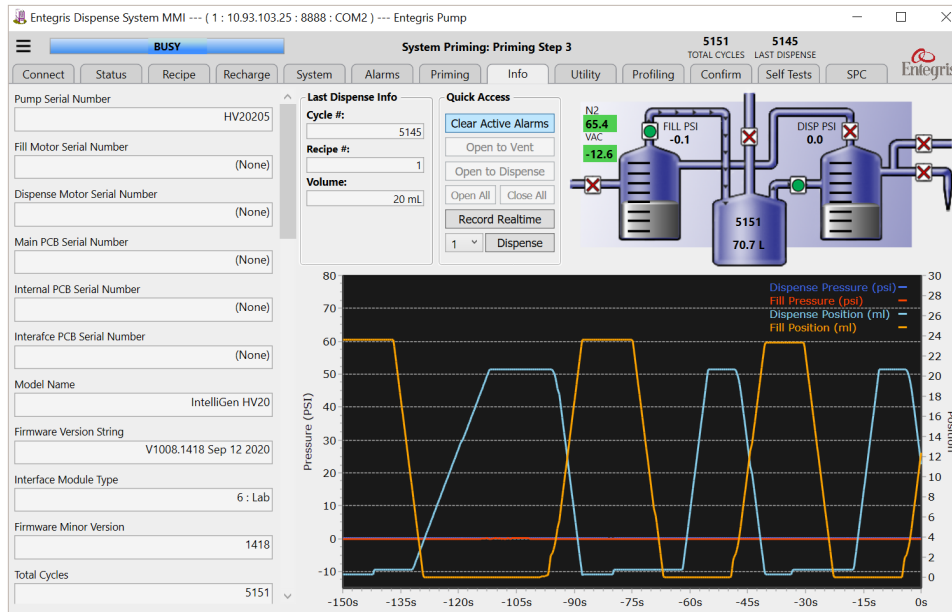 Entegris Dispense System MMI --- ( 1 : 10.93.103.25 : 8888 : COM2 ) --- Entegris Pump
BUSY
System Priming: Priming Step 3
5151
TOTAL CYCLES
5145
LAST DISPENSE
Entegris
Connect
Status
Recipe
Recharge
System
Alarms
Priming
Info
Utility
Profiling
Confirm
Self Tests
SPC
Pump Serial Number
HV20205
Fill Motor Serial Number
(None)
Dispense Motor Serial Number
(None)
Main PCB Serial Number
(None)
Internal PCB Serial Number
(None)
Interafce PCB Serial Number
(None)
Model Name
IntelliGen HV20
Firmware Version String
V1008.1418 Sep 12 2020
Interface Module Type
6 : Lab
Firmware Minor Version
1418
Total Cycles
5151
Last Dispense Info
Cycle #:
5145
Recipe #:
1
Volume:
20 mL
Quick Access
Clear Active Alarms
Open to Vent
Open to Dispense
Open All
Close All
Record Realtime
1
Dispense
N2
65.4
VAC
-12.6
FILL PSI
-0.1
DISP PSI
0.0
5151
70.7 L
Dispense Pressure (psi)
Fill Pressure (psi)
Dispense Position (ml)
Fill Position (ml)
Pressure (PSI)
80
70
60
50
40
30
20
10
0
-10
30
28
26
24
22
20
18
16
14
12
10
8
6
4
2
0
Position
-150s
-135s
-120s
-105s
-90s
-75s
-60s
-45s
-30s
-15s
0s